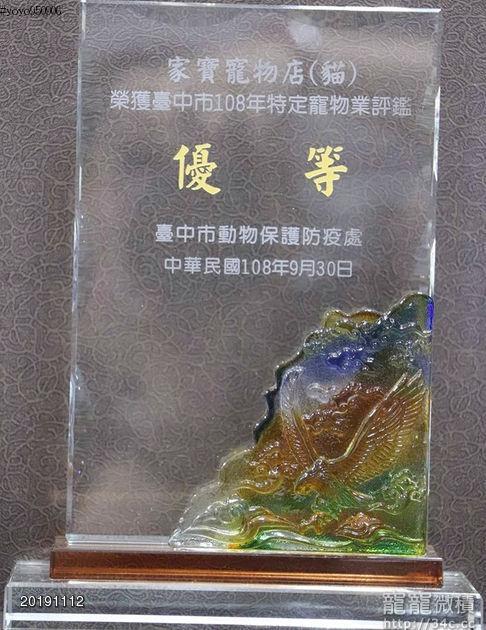 #yoyo950906
家寶寵物店(貓)
榮獲臺中市108年特定寵物業評鑑
優等
臺中市動物保護防疫處
中華民國108年9月30日
20191112
龍龍微積
http://34c.cc